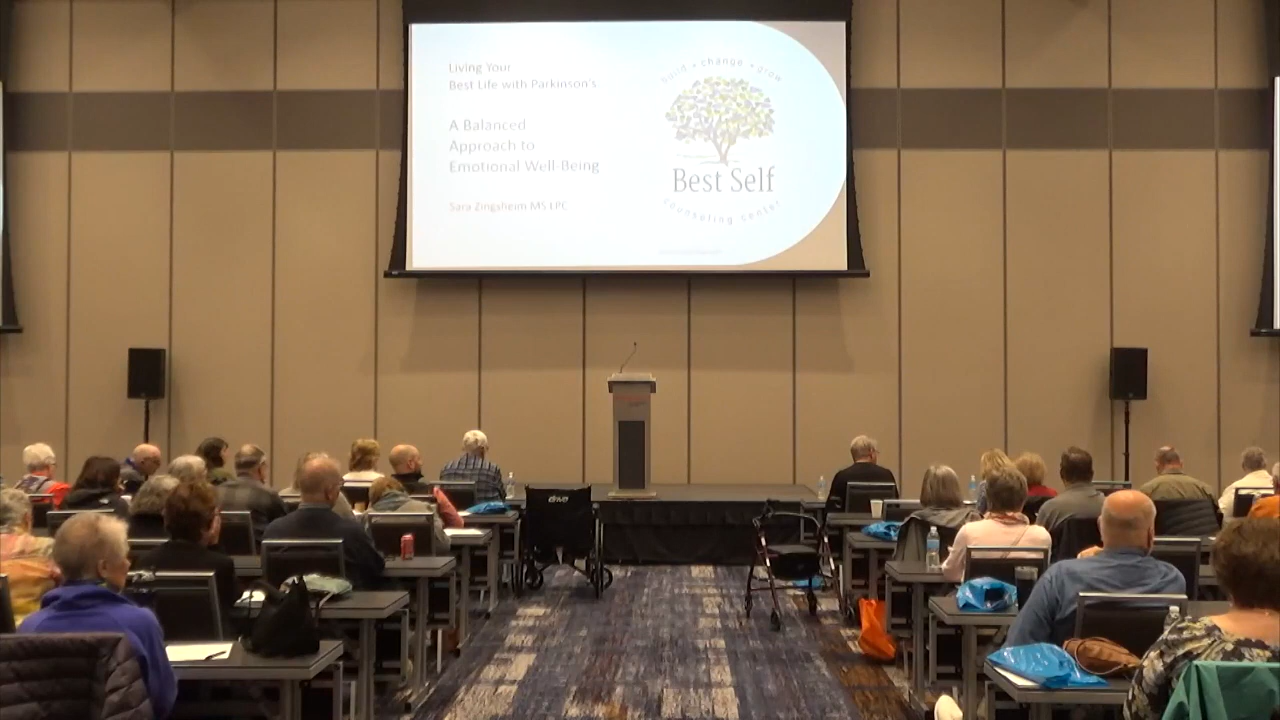 Living Your
Best Life with Parkinson's
A Balanced
Approach to
Emotional Well-Being
Sara Zingsheim MS LPC
build • change • grow
Best Self
counseling center
drive